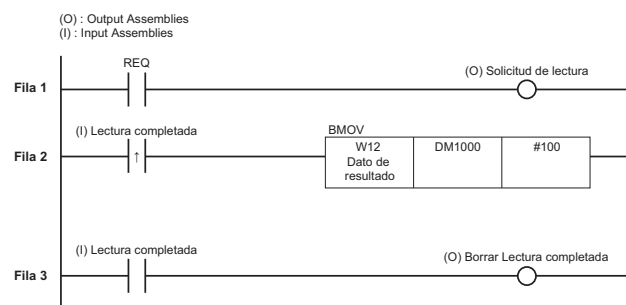 (O) : Output Assemblies
(I) : Input Assemblies
REQ
(O) Solicitud de lectura
Fila 1
(I) Lectura completada
BMOV
Fila 2
↑
W12
Dato de
resultado
DM1000
#100
(I) Lectura completada
(O) Borrar Lectura completada
Fila 3